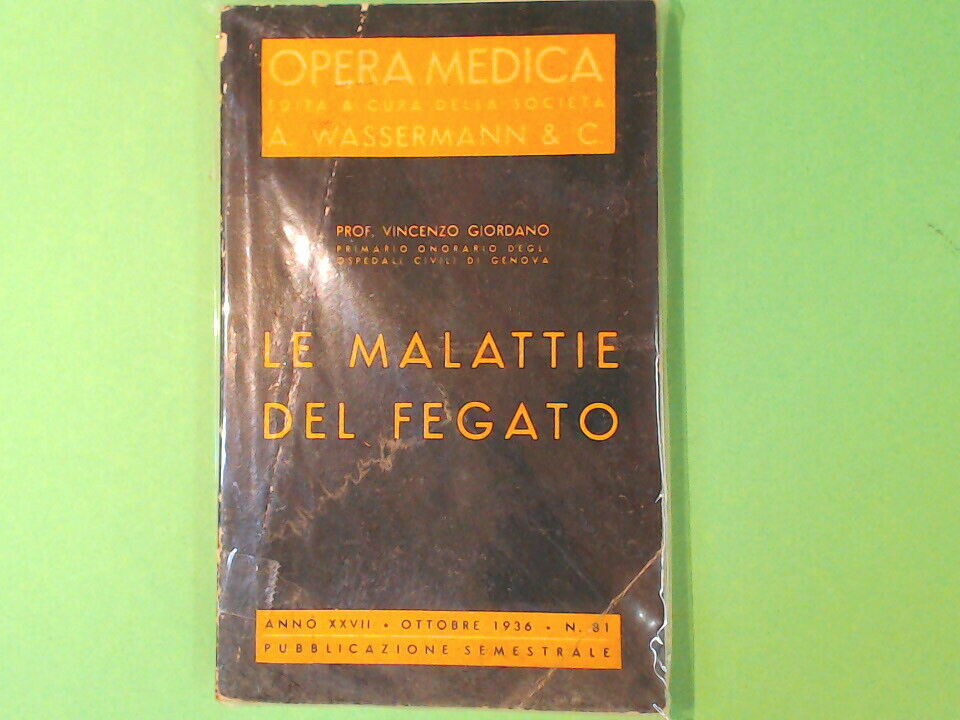 OPERA MEDICA
EDITA A CURA DELLA SOCIETÀ
A. WASSERMANN & C.
PROF. VINCENZO GIORDANO
PRIMARIO ONORARIO DEGLI
OSPEDALI CIVILI DI GENOVA
LE MALATTIE
DEL FEGATO
ANNO XXVII • OTTOBRE 1936 • N. 31
PUBBLICAZIONE SEMESTRALE